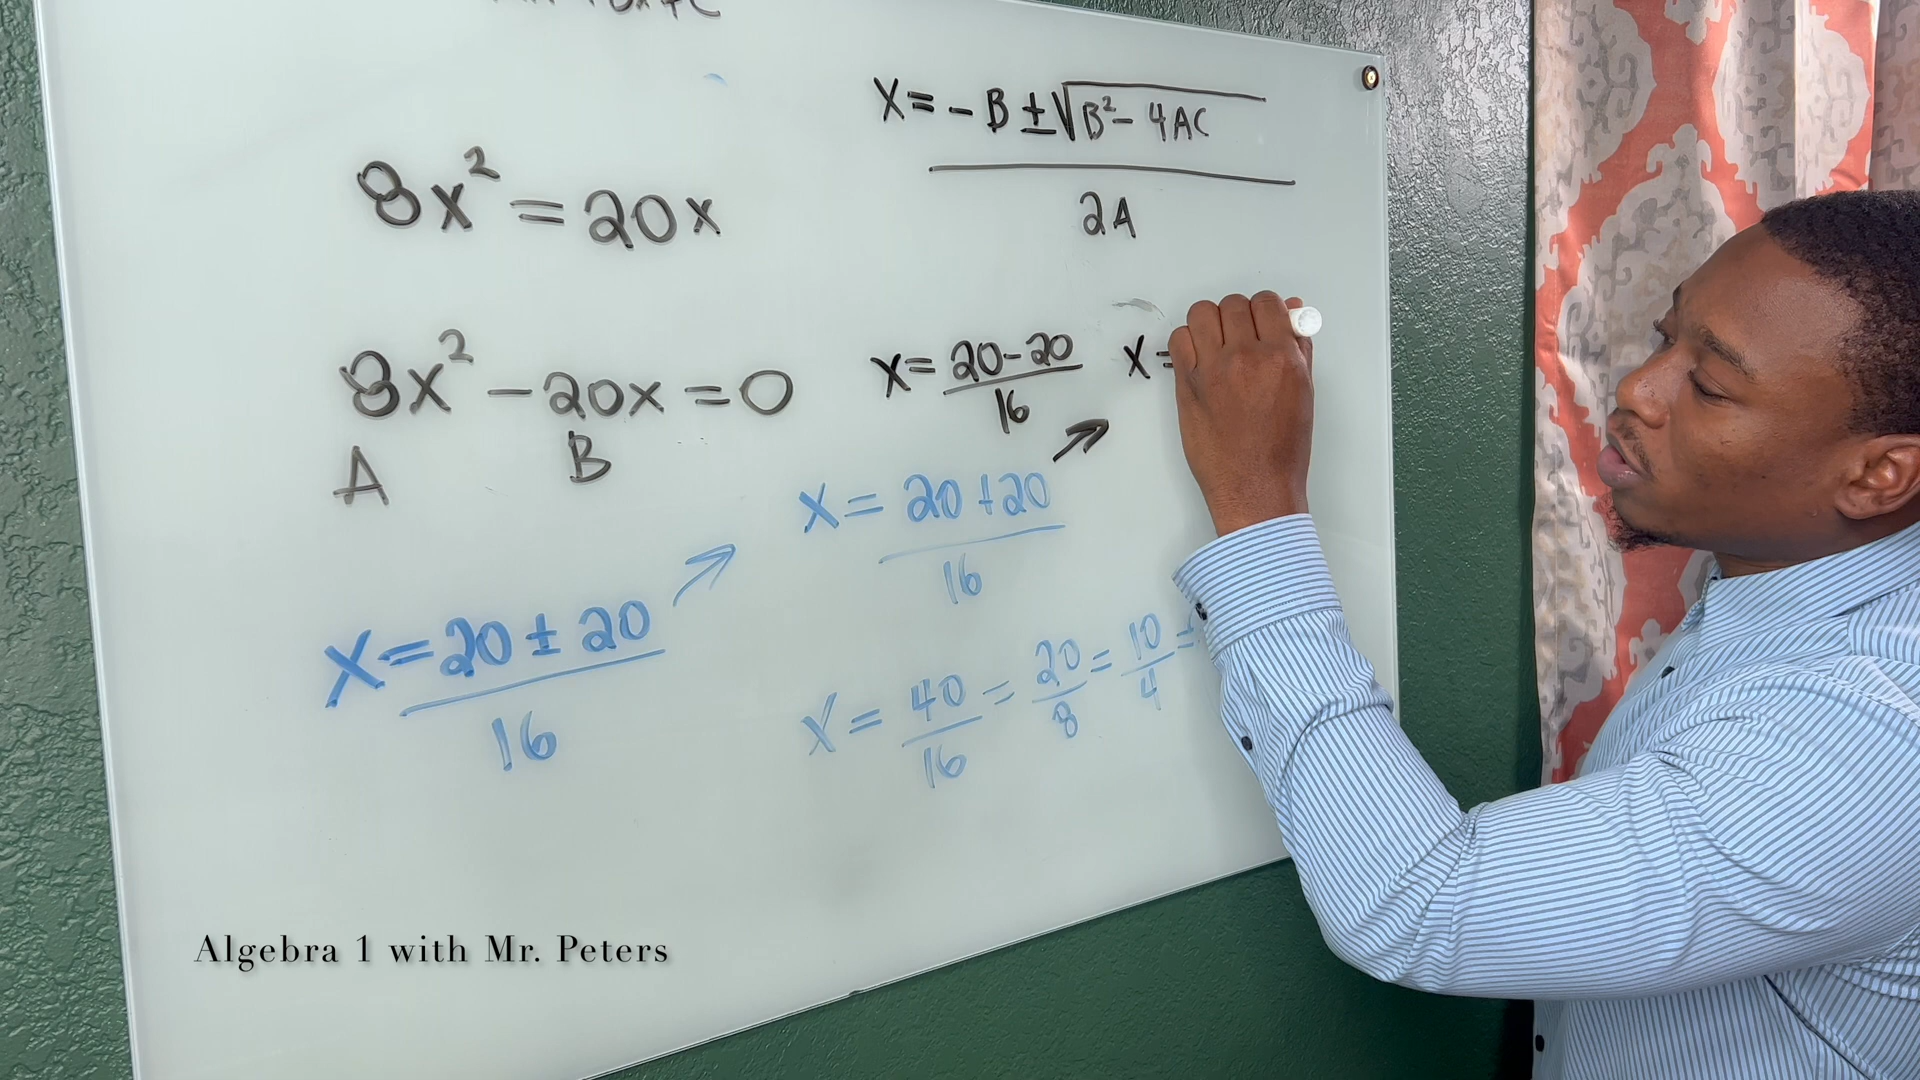 x = -B ± √B² - 4AC
2A
8x² = 20x
8x² - 20x = 0
A B
x = 20 - 20
16
x =
x = 20 + 20
16
x = 20 ± 20
16
x = 40/16 = 20/8 = 10/4 =
Algebra 1 with Mr. Peters